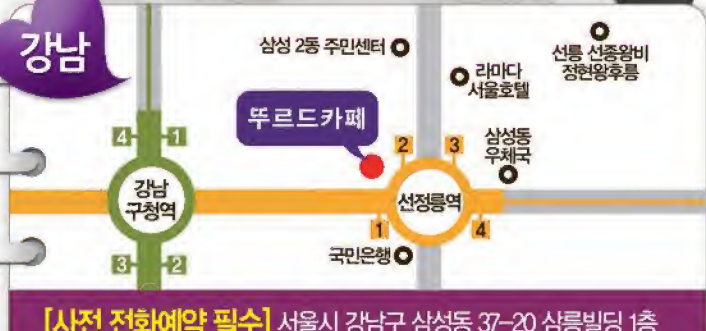 강남
삼성 2동 주민센터
선릉 선종왕비
정현왕후릉
라마다
서울호텔
뚜르드카페
삼성동
우체국
4
1
2
3
강남
구청역
선정릉역
1
4
국민은행
3
2
[사전 전화예약 필수] 서울시 강남구 삼성동 37-20 삼릉빌딩 1층